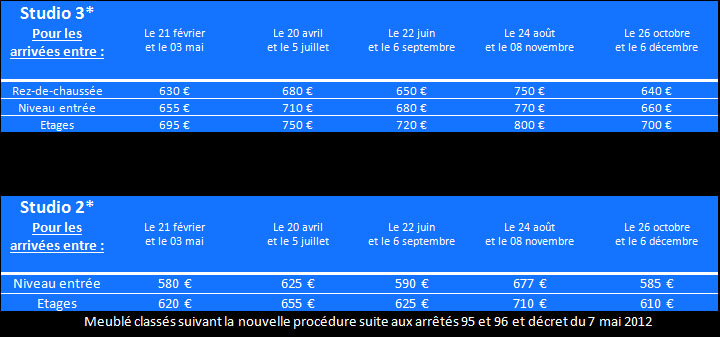 Studio 3*
Pour les
arrivées entre :
Le 21 février
et le 03 mai
Le 20 avril
et le 5 juillet
Le 22 juin
et le 6 septembre
Le 24 août
et le 08 novembre
Le 26 octobre
et le 6 décembre
Rez-de-chaussée 630 € 680 € 650 € 750 € 640 €
Niveau entrée 655 € 710 € 680 € 770 € 660 €
Etages 695 € 750 € 720 € 800 € 700 €
Studio 2*
Pour les
arrivées entre :
Le 21 février
et le 03 mai
Le 20 avril
et le 5 juillet
Le 22 juin
et le 6 septembre
Le 24 août
et le 08 novembre
Le 26 octobre
et le 6 décembre
Niveau entrée 580 € 625 € 590 € 677 € 585 €
Etages 620 € 655 € 625 € 710 € 610 €
Meublé classés suivant la nouvelle procédure suite aux arrêtés 95 et 96 et décret du 7 mai 2012